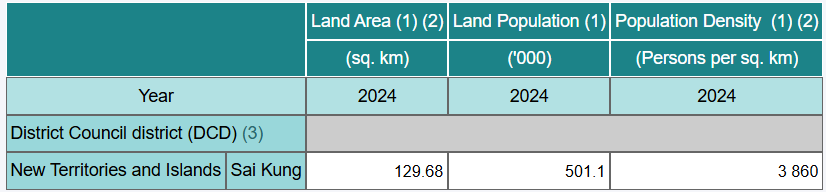 Land Area (1) (2) Land Population (1) Population Density (1) (2)
(sq. km) ('000) (Persons per sq. km)
Year 2024 2024 2024
District Council district (DCD) (3)
New Territories and Islands Sai Kung 129.68 501.1 3 860